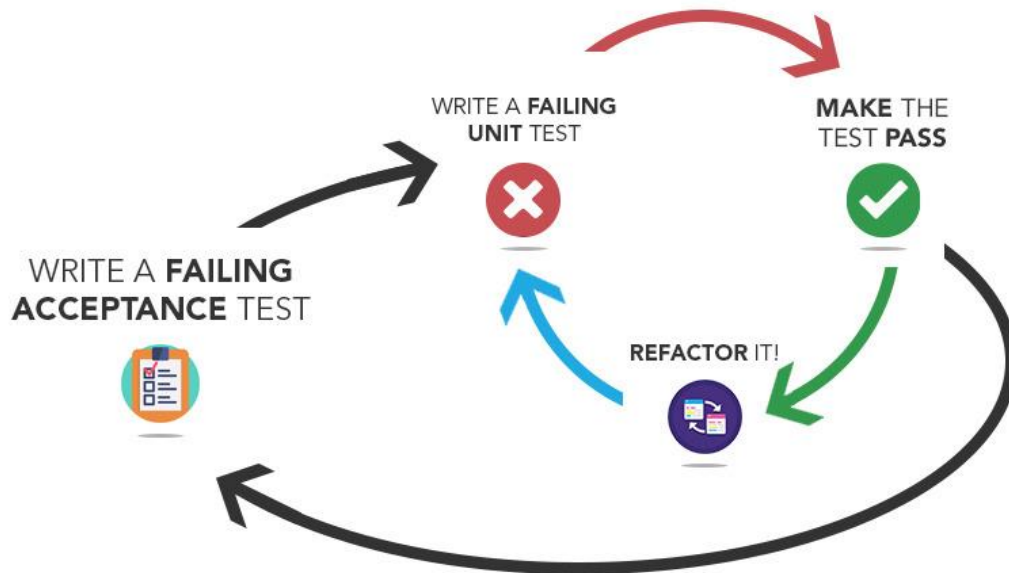 WRITE A FAILING
UNIT TEST
MAKE THE
TEST PASS
WRITE A FAILING
ACCEPTANCE TEST
REFACTOR IT!